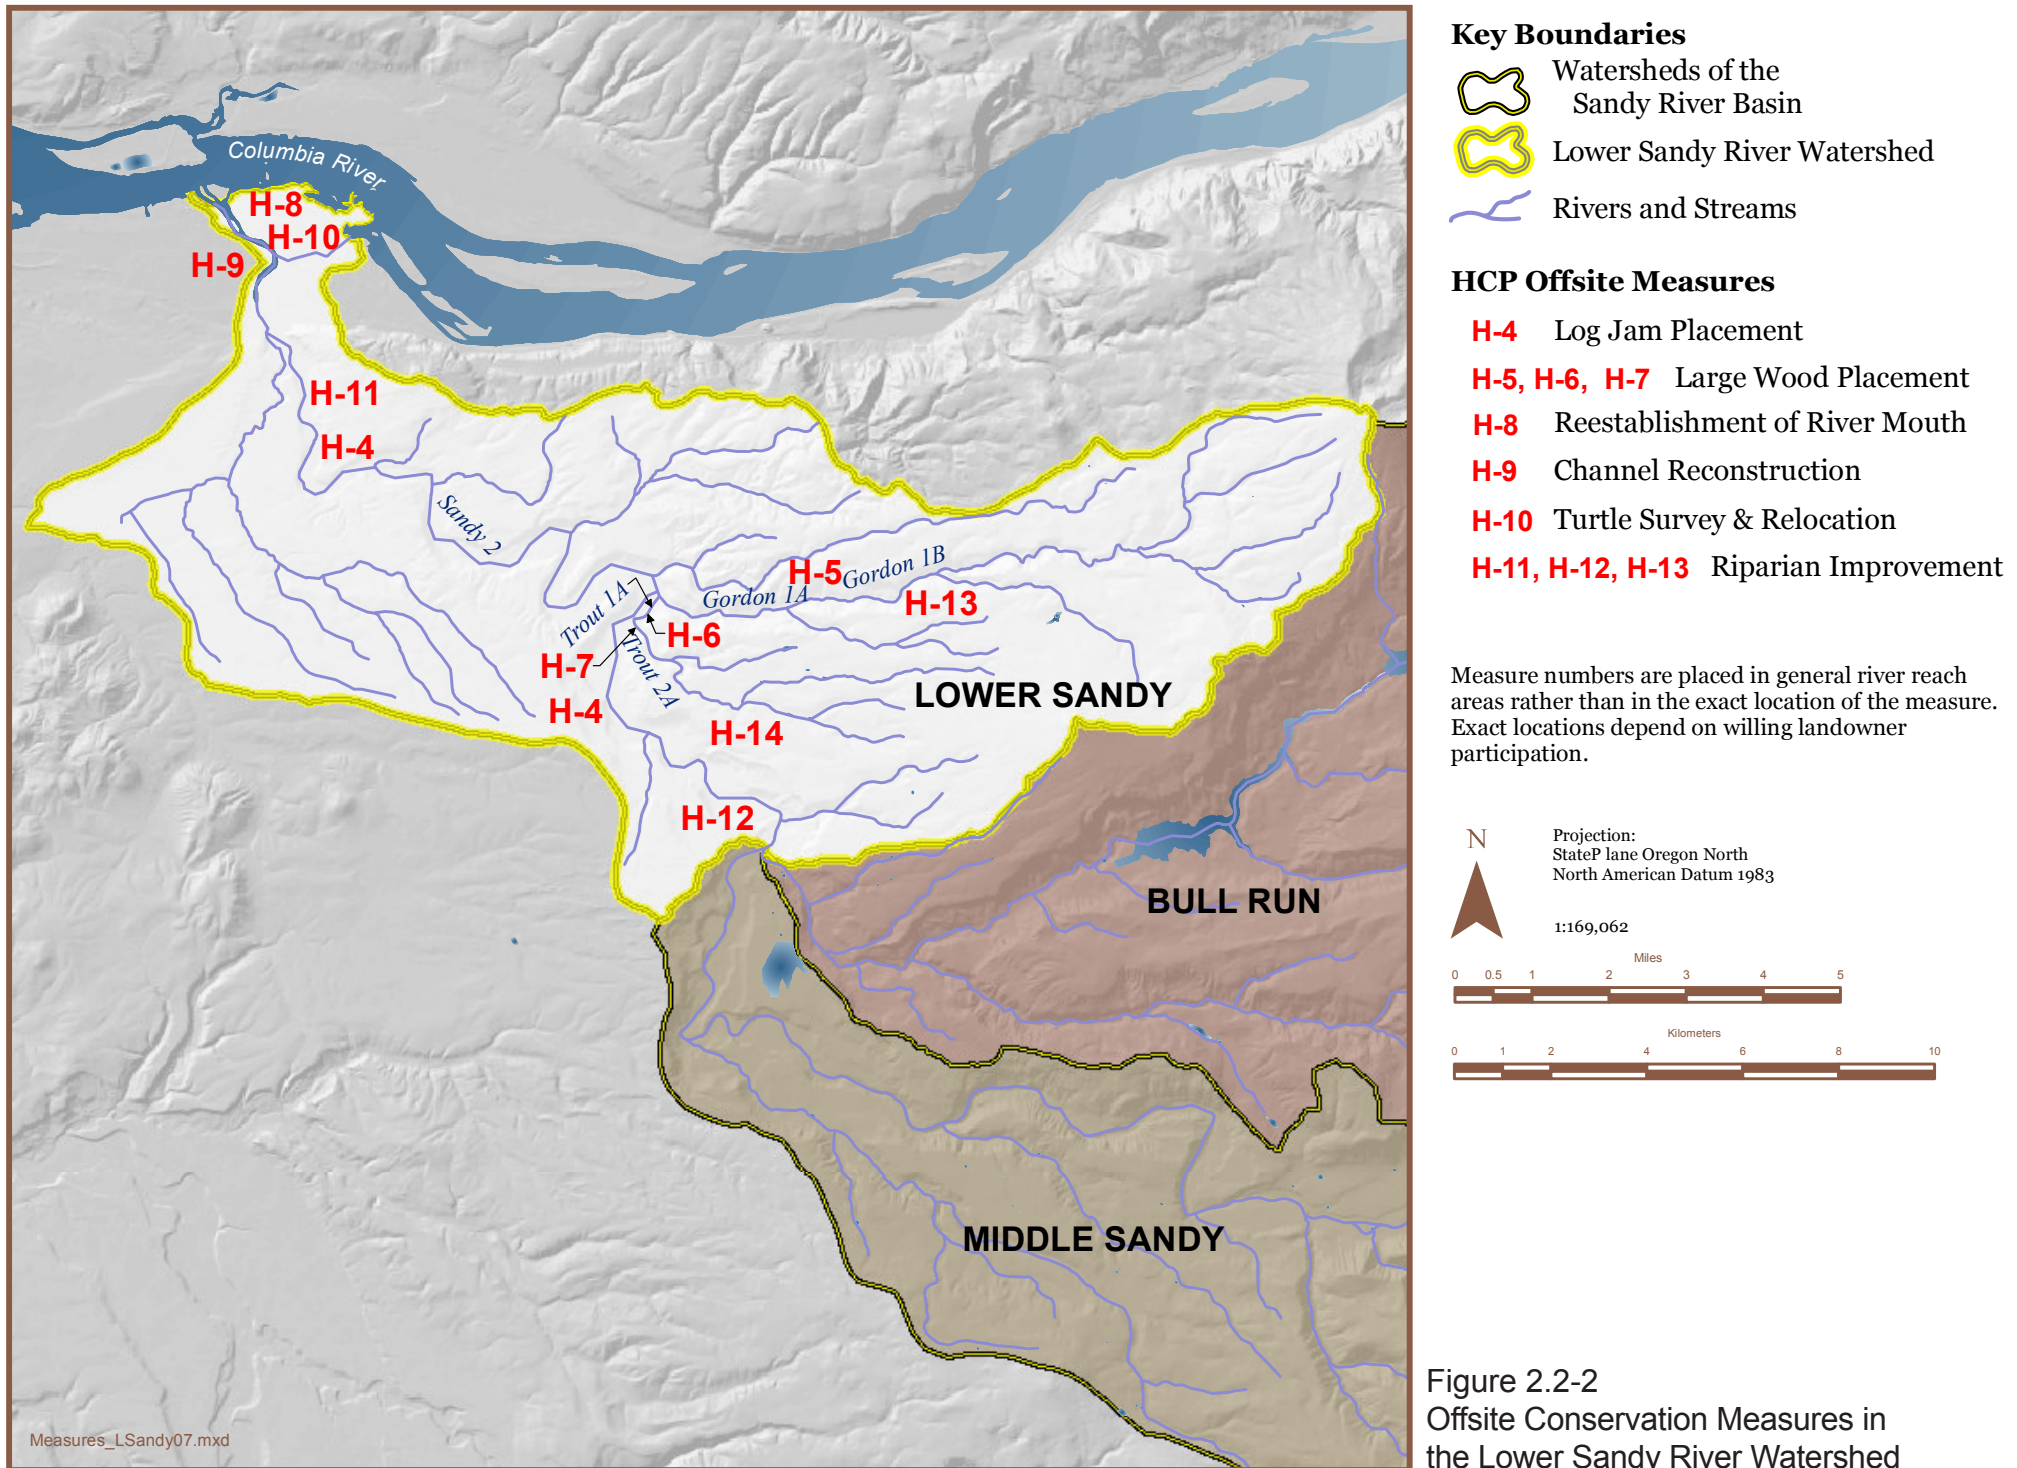 Columbia River
H-8
H-10
H-9
H-11
H-4
Sandy 2
H-5
Gordon 1B
Gordon 1A
H-13
Trout 1A
H-6
H-7
Trout 2A
H-4
LOWER SANDY
H-14
H-12
BULL RUN
MIDDLE SANDY
Measures_LSandy07.mxd
Key Boundaries
Watersheds of the
Sandy River Basin
Lower Sandy River Watershed
Rivers and Streams
HCP Offsite Measures
H-4 Log Jam Placement
H-5, H-6, H-7 Large Wood Placement
H-8 Reestablishment of River Mouth
H-9 Channel Reconstruction
H-10 Turtle Survey & Relocation
H-11, H-12, H-13 Riparian Improvement
Measure numbers are placed in general river reach
areas rather than in the exact location of the measure.
Exact locations depend on willing landowner
participation.
N
Projection:
StateP lane Oregon North
North American Datum 1983
1:169,062
Miles
0 0.5 1 2 3 4 5
Kilometers
0 1 2 4 6 8 10
Figure 2.2-2
Offsite Conservation Measures in
the Lower Sandy River Watershed